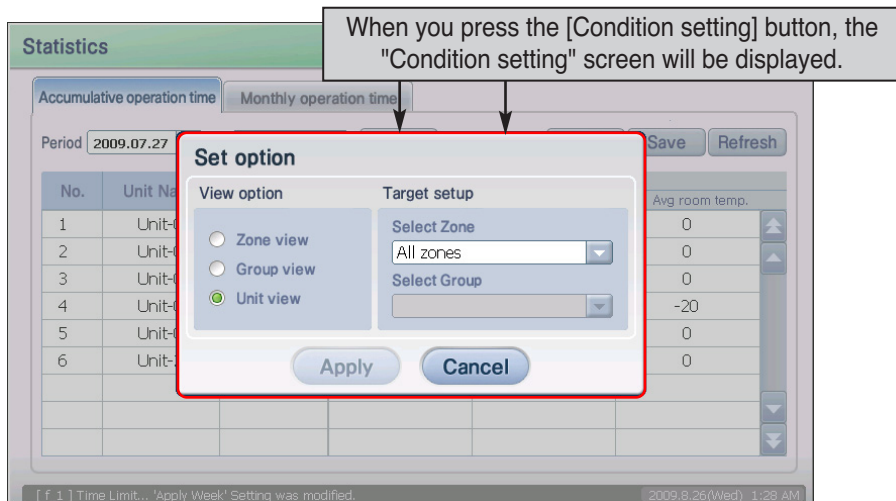 When you press the [Condition setting] button, the
"Condition setting" screen will be displayed.
Statistics
Accumulative operation time
Monthly operation time
Period 2009.07.27
Save
Refresh
No.
Avg room temp.
1
0
2
0
3
0
4
-20
5
0
6
0
Set option
View option
Target setup
Zone view
Group view
Unit view
Select Zone
All zones
Select Group
Apply
Cancel
[ f 1 ] Time Limit... 'Apply Week' Setting was modified.
2009.8.26(Wed) 1:28 AM